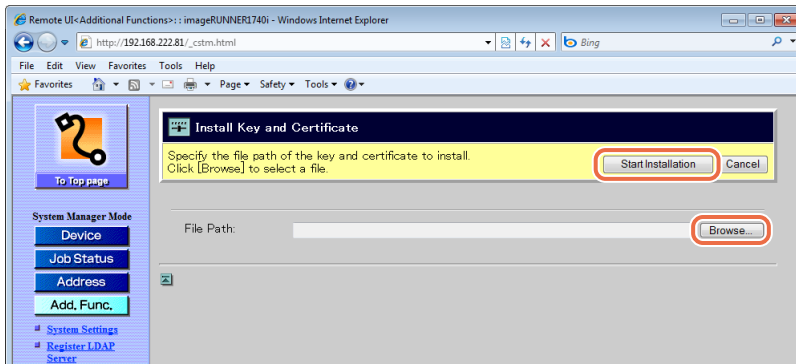 Remote UI<Additional Functions>: : imageRUNNER1740i - Windows Internet Explorer
http://192.168.222.81/_cstm.html
Bing
File Edit View Favorites Tools Help
Favorites Page Safety Tools
Install Key and Certificate
Specify the file path of the key and certificate to install.
Click [Browse] to select a file.
Start Installation Cancel
To Top page
System Manager Mode
File Path: Browse...
Device
Job Status
Address
Add. Func.
System Settings
Register LDAP
Server